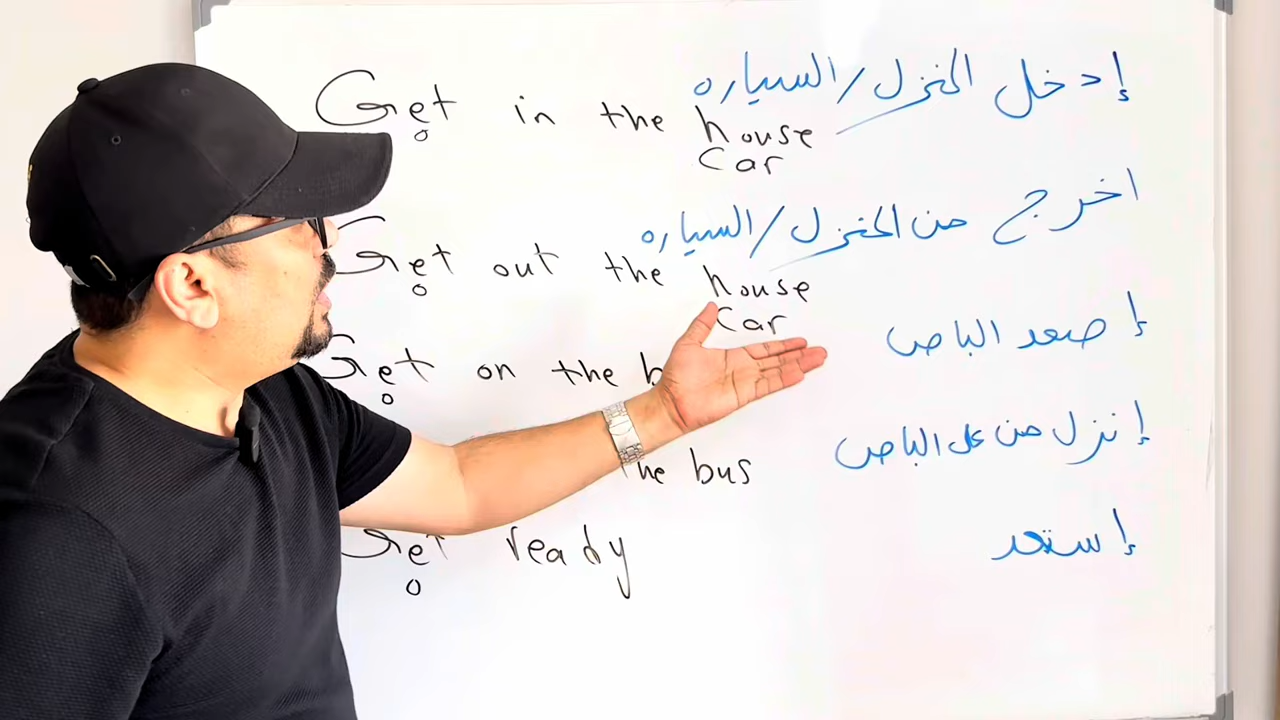 Get in the house إدخل المنزل/السياره
car
Get out the house اخرج من المنزل/السياره
car
Get on the إصعد الباص
the bus إنزل من على الباص
Get ready إستعد